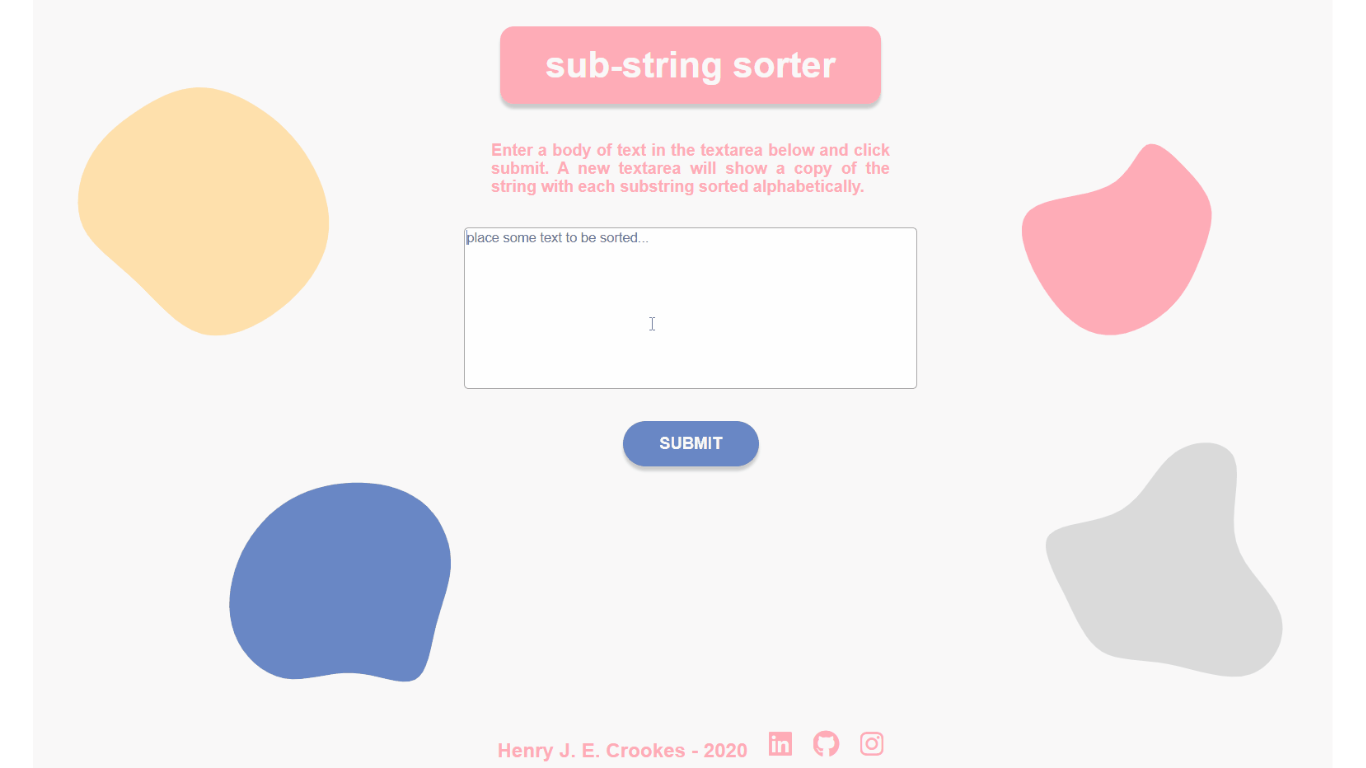 sub-string sorter
Enter a body of text in the textarea below and click
submit. A new textarea will show a copy of the
string with each substring sorted alphabetically.
place some text to be sorted...
SUBMIT
Henry J. E. Crookes - 2020
in